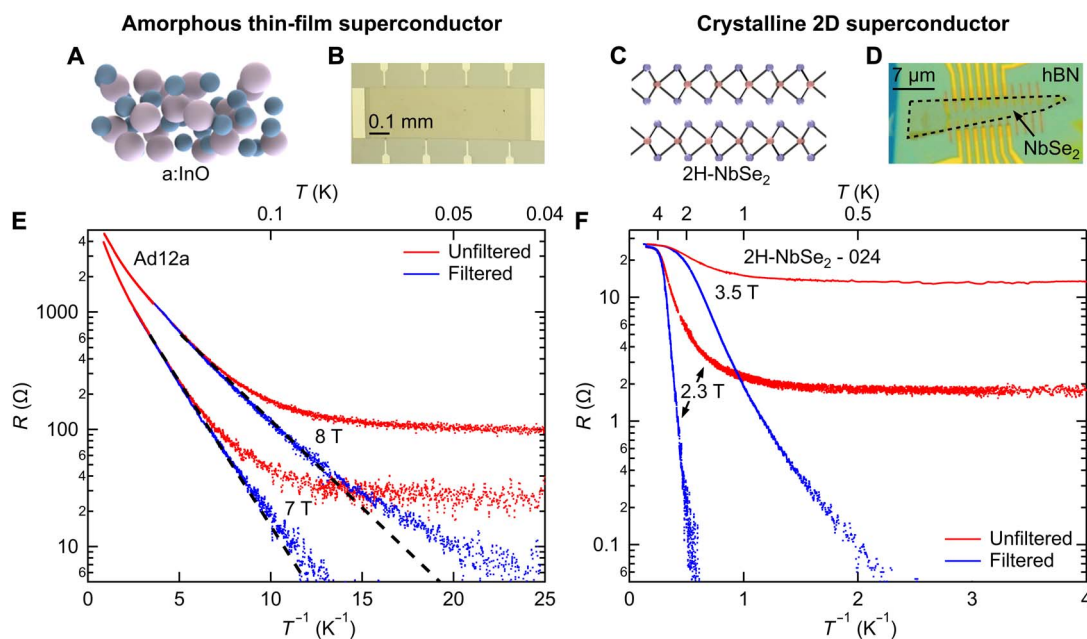 Amorphous thin-film superconductor
Crystalline 2D superconductor
A
B
0.1 mm
a:InO
C
2H-NbSe₂
D
7 μm
hBN
NbSe₂
E
T (K)
0.1 0.05 0.04
Ad12a
Unfiltered
Filtered
8 T
7 T
R (Ω)
4
2
1000
6
4
2
100
6
4
2
10
6
0 5 10 15 20 25
T⁻¹ (K⁻¹)
F
T (K)
4 2 1 0.5
2H-NbSe₂ - 024
3.5 T
2.3 T
Unfiltered
Filtered
R (Ω)
2
10
6
4
2
1
6
4
2
0.1
6
0 1 2 3 4
T⁻¹ (K⁻¹)